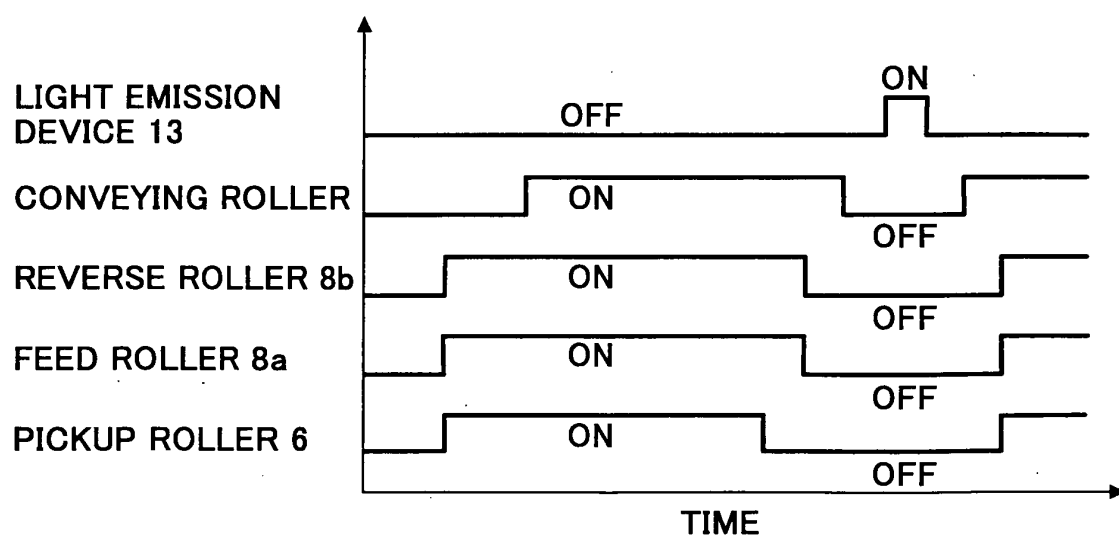 ON
LIGHT EMISSION
DEVICE 13
OFF
CONVEYING ROLLER
ON
OFF
REVERSE ROLLER 8b
ON
OFF
FEED ROLLER 8a
ON
OFF
PICKUP ROLLER 6
ON
OFF
TIME